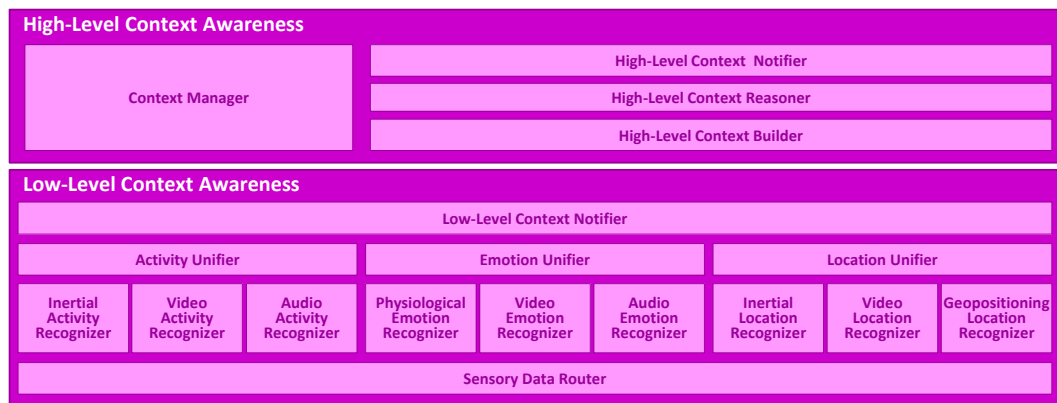 High-Level Context Awareness
Context Manager
High-Level Context Notifier
High-Level Context Reasoner
High-Level Context Builder
Low-Level Context Awareness
Low-Level Context Notifier
Activity Unifier
Emotion Unifier
Location Unifier
Inertial
Activity
Recognizer
Video
Activity
Recognizer
Audio
Activity
Recognizer
Physiological
Emotion
Recognizer
Video
Emotion
Recognizer
Audio
Emotion
Recognizer
Inertial
Location
Recognizer
Video
Location
Recognizer
Geopositioning
Location
Recognizer
Sensory Data Router